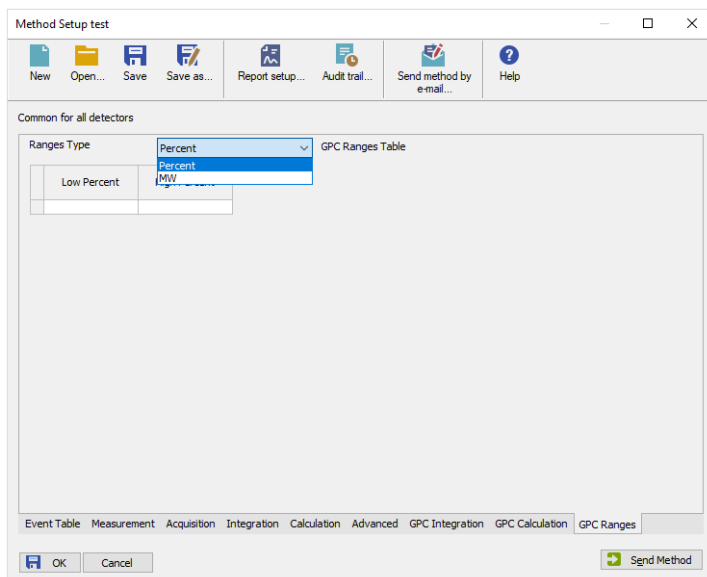 Method Setup test
New Open... Save Save as... Report setup... Audit trail... Send method by e-mail... Help
Common for all detectors
Ranges Type Percent GPC Ranges Table
Percent
MW
Low Percent
Event Table Measurement Acquisition Integration Calculation Advanced GPC Integration GPC Calculation GPC Ranges
OK Cancel Send Method